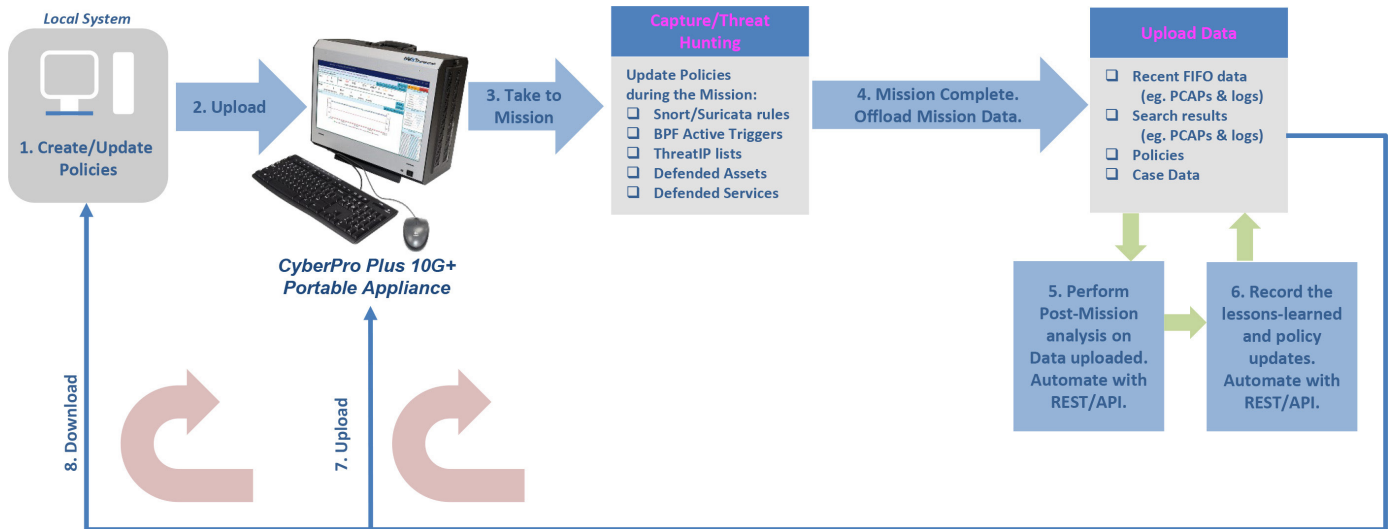 Local System
1. Create/Update
Policies
2. Upload
CyberPro Plus 10G+
Portable Appliance
3. Take to
Mission
Capture/Threat
Hunting
Update Policies
during the Mission:
❑ Snort/Suricata rules
❑ BPF Active Triggers
❑ ThreatIP lists
❑ Defended Assets
❑ Defended Services
4. Mission Complete.
Offload Mission Data.
Upload Data
❑ Recent FIFO data
(eg. PCAPs & logs)
❑ Search results
(eg. PCAPs & logs)
❑ Policies
❑ Case Data
5. Perform
Post-Mission
analysis on
Data uploaded.
Automate with
REST/API.
6. Record the
lessons-learned
and policy
updates.
Automate with
REST/API.
7. Upload
8. Download